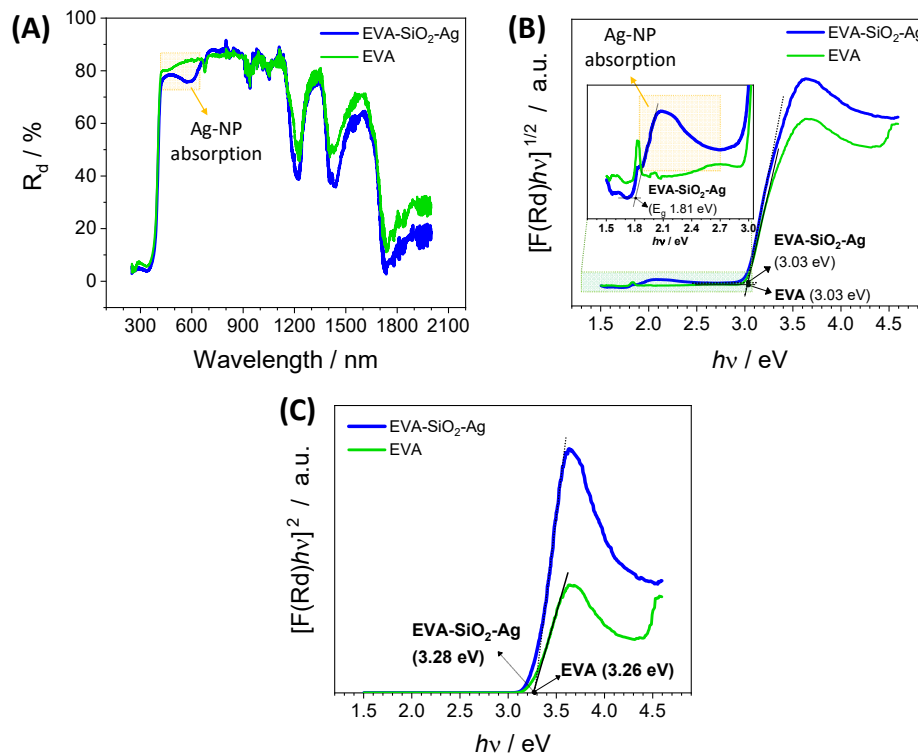 (A)
EVA-SiO₂-Ag
EVA
Ag-NP
absorption
R_d / %
100
80
60
40
20
0
300 600 900 1200 1500 1800 2100
Wavelength / nm
(B)
Ag-NP
absorption
EVA-SiO₂-Ag
EVA
[F(Rd)hν]^1/2 / a.u.
EVA-SiO₂-Ag
(E_g 1.81 eV)
1.5 1.8 2.1 2.4 2.7 3.0
hν / eV
EVA-SiO₂-Ag
(3.03 eV)
EVA (3.03 eV)
1.5 2.0 2.5 3.0 3.5 4.0 4.5
hν / eV
(C)
EVA-SiO₂-Ag
EVA
[F(Rd)hν]² / a.u.
EVA-SiO₂-Ag
(3.28 eV)
EVA (3.26 eV)
1.5 2.0 2.5 3.0 3.5 4.0 4.5
hν / eV